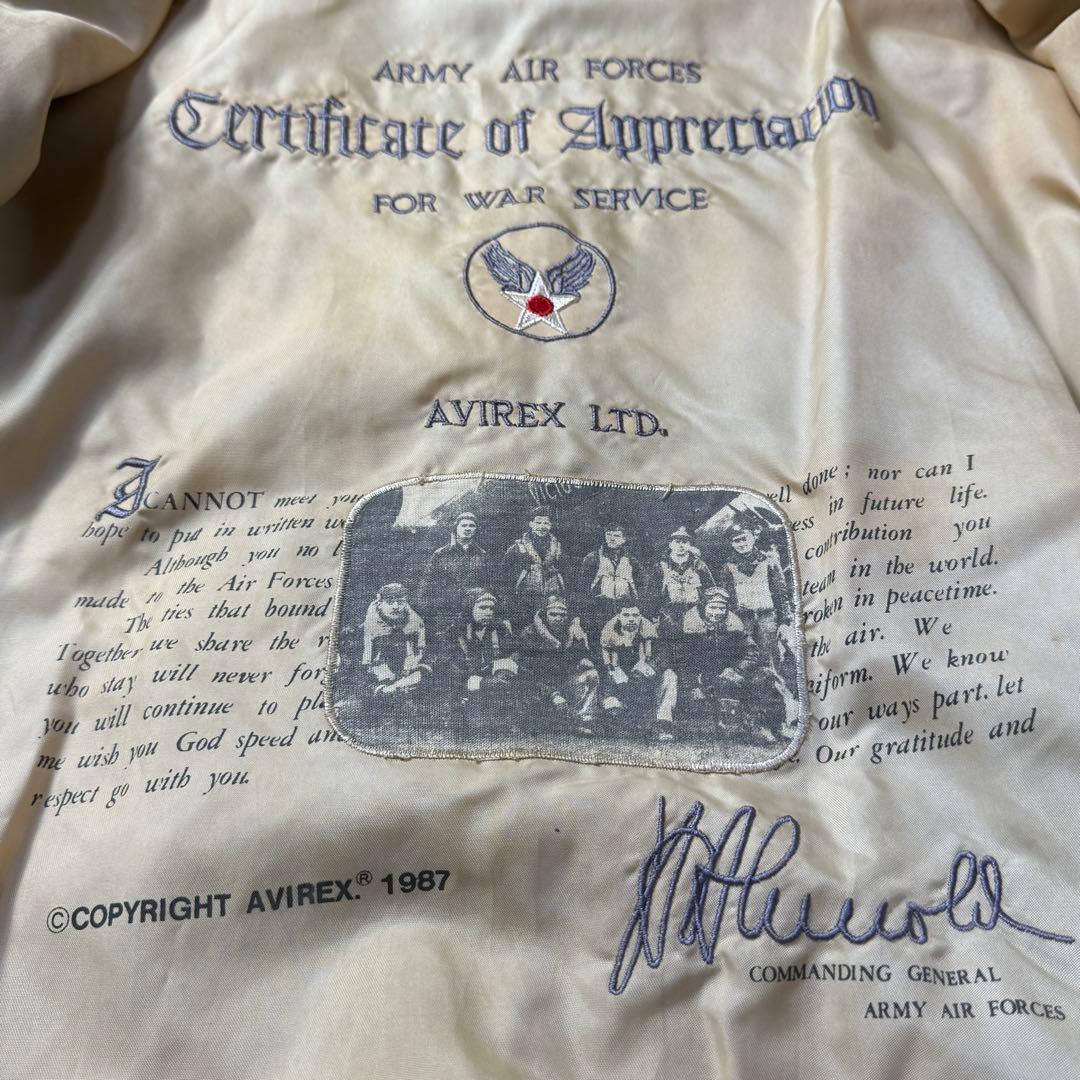 ARMY AIR FORCES
Certificate of Appreciation
FOR WAR SERVICE
AVIREX LTD.
I CANNOT meet you ell done; nor can I
hope to put in written ess in future life.
Although you no contribution you
made to the Air Forces team in the world.
The ties that bound roken in peacetime.
Together we share the the air. We
who stay will never for niform. We know
you will continue to pla our ways part. let
me wish you God speed and Our gratitude and
respect go with you.
©COPYRIGHT AVIREX.® 1987
H H Arnold
COMMANDING GENERAL
ARMY AIR FORCES